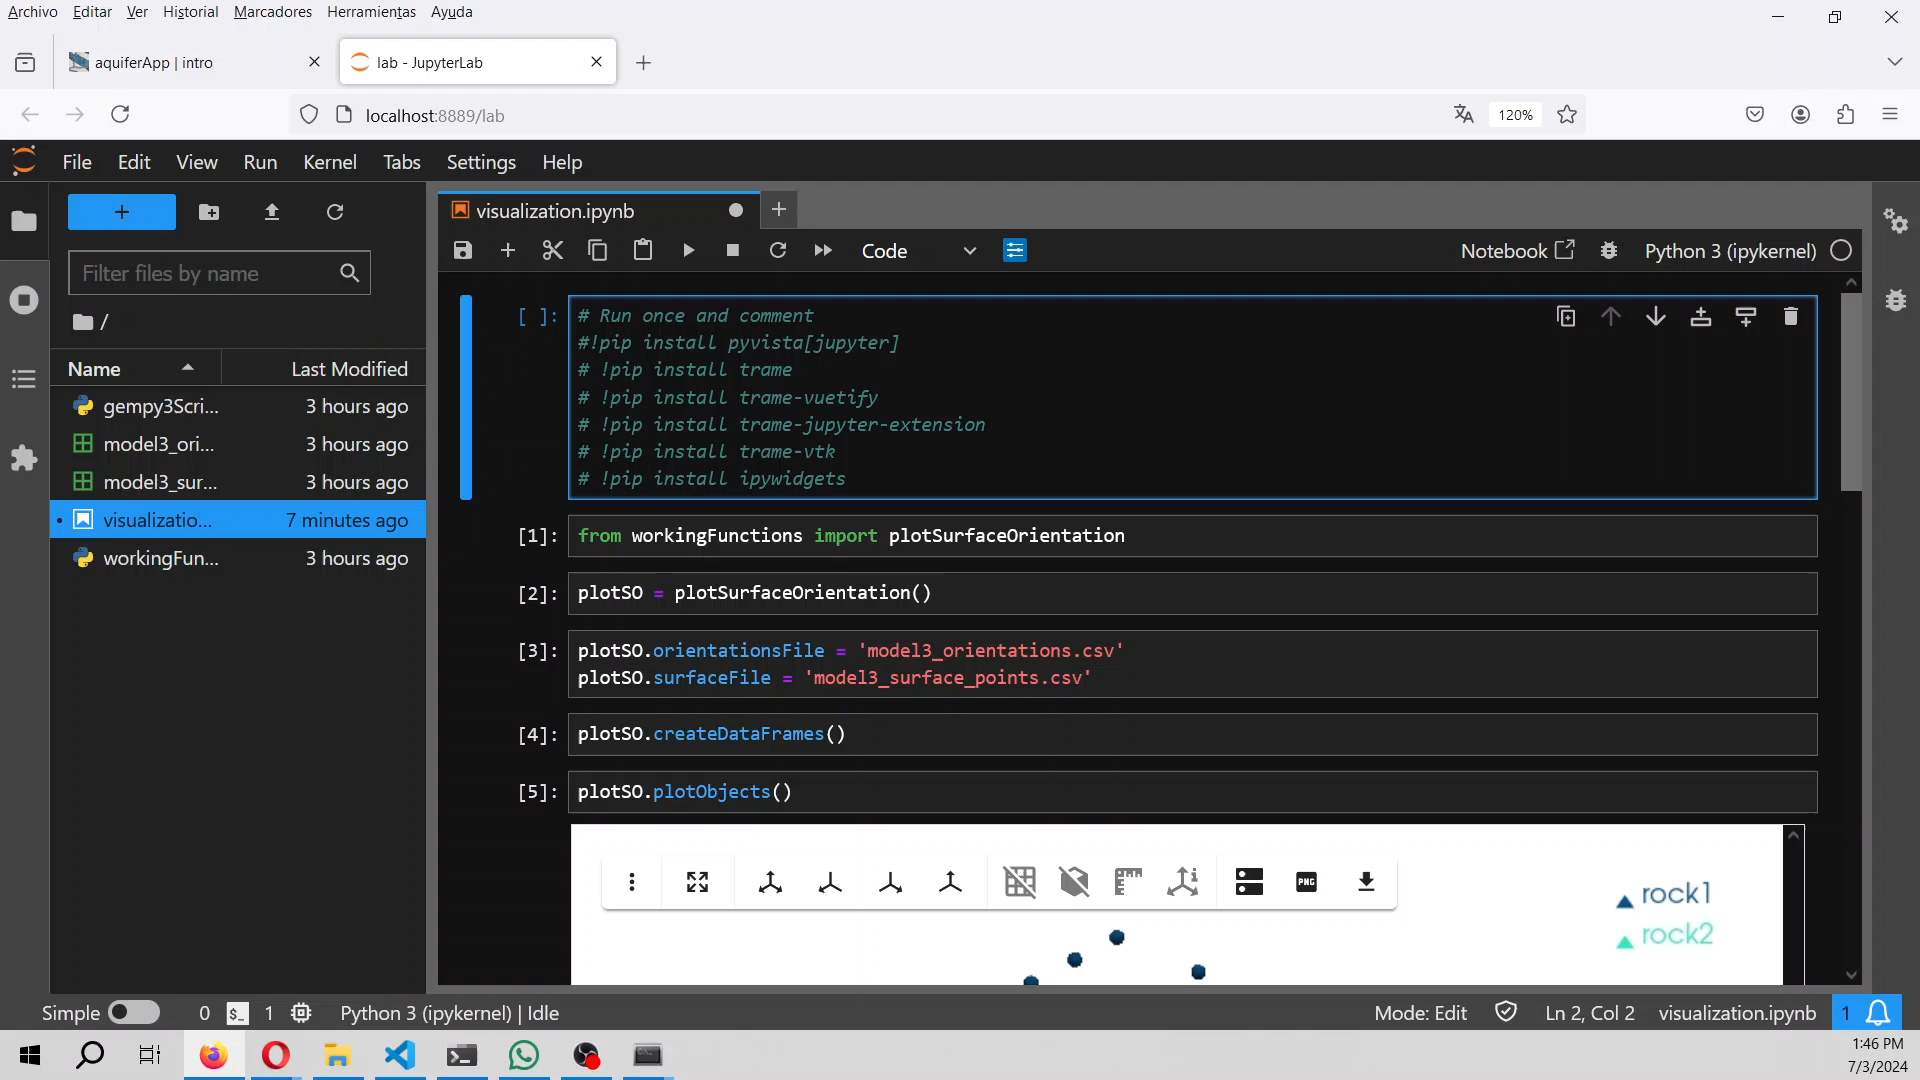 Archivo Editar Ver Historial Marcadores Herramientas Ayuda
aquiferApp | intro
lab - JupyterLab
localhost:8889/lab
120%
File Edit View Run Kernel Tabs Settings Help
visualization.ipynb
Code
Notebook
Python 3 (ipykernel)
Filter files by name
/
Name
Last Modified
gempy3Scri... 3 hours ago
model3_ori... 3 hours ago
model3_sur... 3 hours ago
visualizatio... 7 minutes ago
workingFun... 3 hours ago
[ ]:
# Run once and comment
#!pip install pyvista[jupyter]
# !pip install trame
# !pip install trame-vuetify
# !pip install trame-jupyter-extension
# !pip install trame-vtk
# !pip install ipywidgets
[1]: from workingFunctions import plotSurfaceOrientation
[2]: plotSO = plotSurfaceOrientation()
[3]: plotSO.orientationsFile = 'model3_orientations.csv'
plotSO.surfaceFile = 'model3_surface_points.csv'
[4]: plotSO.createDataFrames()
[5]: plotSO.plotObjects()
PNG
rock1
rock2
Simple 0 $_ 1 Python 3 (ipykernel) | Idle
Mode: Edit Ln 2, Col 2 visualization.ipynb 1
1:46 PM
7/3/2024